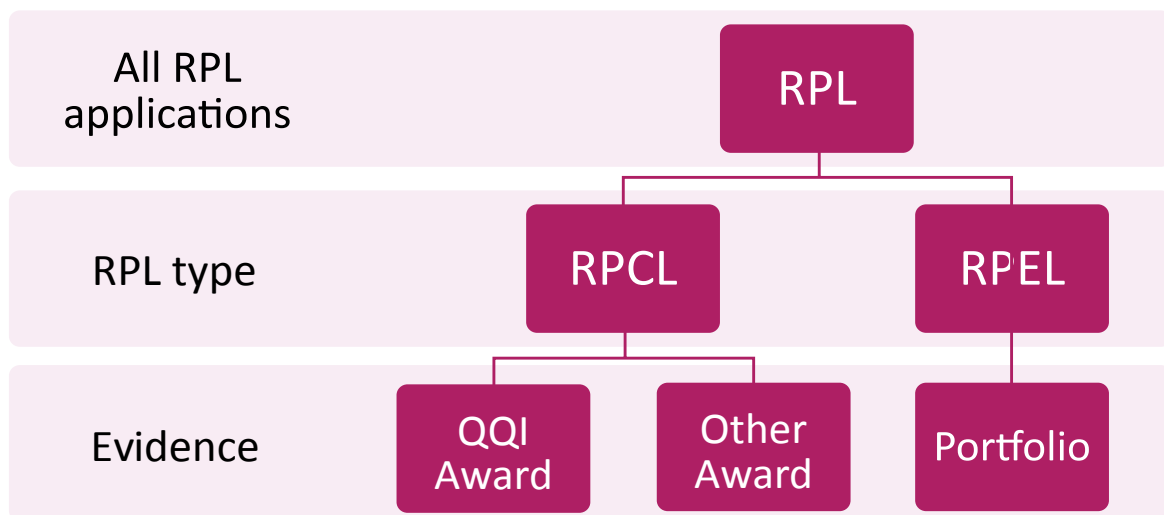 All RPL
applications
RPL
RPL type
RPCL
RPEL
Evidence
QQI
Award
Other
Award
Portfolio